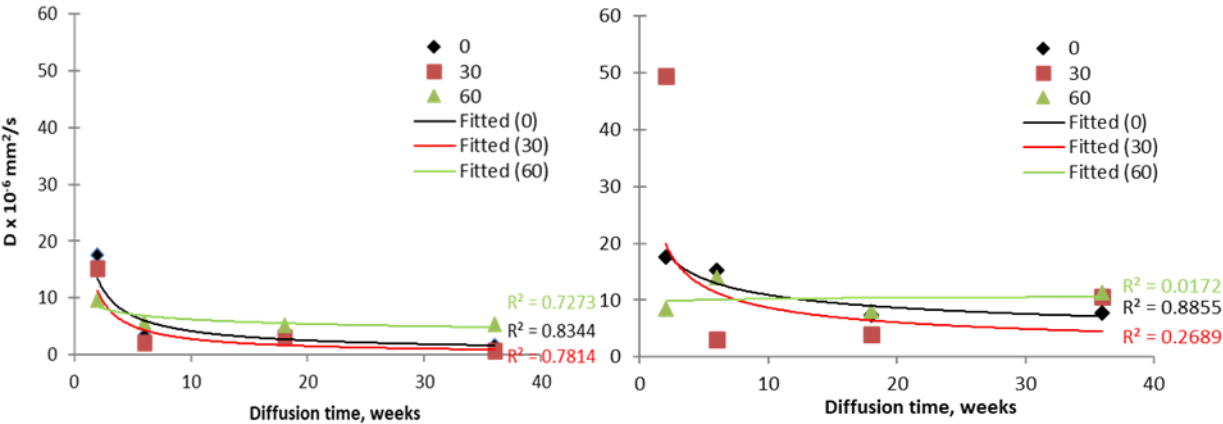 60
50
40
30
20
10
0
D x 10⁻⁶ mm²/s
0
30
60
Fitted (0)
Fitted (30)
Fitted (60)
R² = 0.7273
R² = 0.8344
R² = 0.7814
0 10 20 30 40
Diffusion time, weeks
60
50
40
30
20
10
0
0
30
60
Fitted (0)
Fitted (30)
Fitted (60)
R² = 0.0172
R² = 0.8855
R² = 0.2689
0 10 20 30 40
Diffusion time, weeks